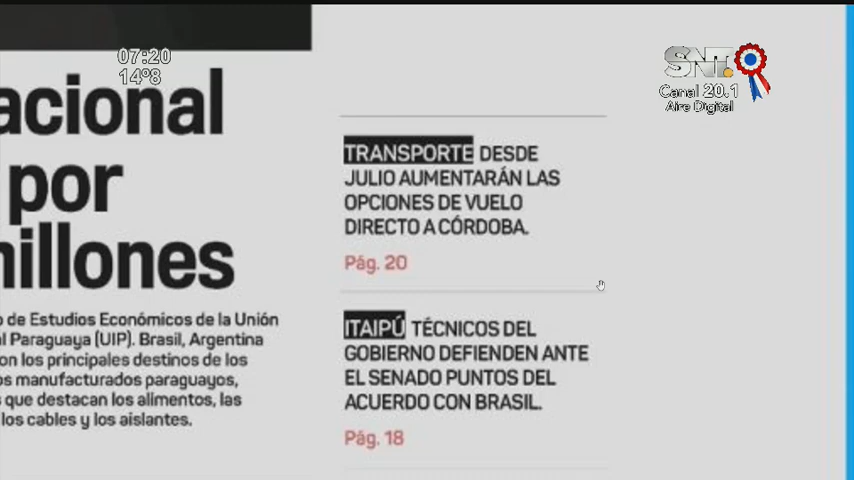 07:20
14°8
SNT.
Canal 20.1
Aire Digital
acional
por
nillones
o de Estudios Económicos de la Unión
al Paraguaya (UIP). Brasil, Argentina
on los principales destinos de los
os manufacturados paraguayos,
s que destacan los alimentos, las
los cables y los aislantes.
TRANSPORTE DESDE
JULIO AUMENTARÁN LAS
OPCIONES DE VUELO
DIRECTO A CÓRDOBA.
Pág. 20
ITAIPÚ TÉCNICOS DEL
GOBIERNO DEFIENDEN ANTE
EL SENADO PUNTOS DEL
ACUERDO CON BRASIL.
Pág. 18